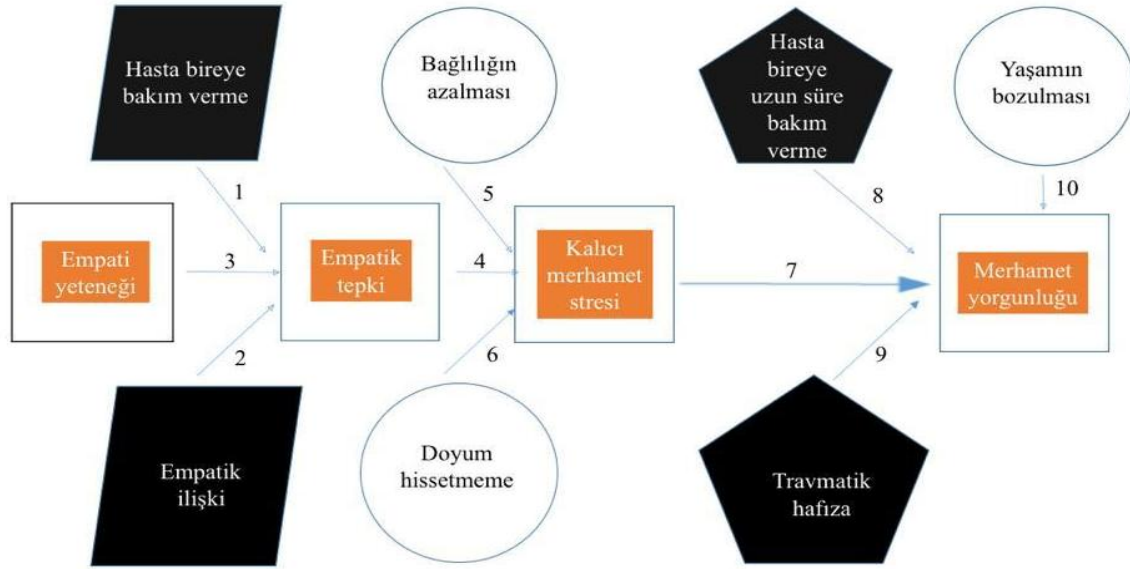 Hasta bireye
bakım verme
Bağlılığın
azalması
Hasta
bireye
uzun süre
bakım
verme
Yaşamın
bozulması
1
5
8
10
Empati
yeteneği
3
Empatik
tepki
4
Kalıcı
merhamet
stresi
7
Merhamet
yorgunluğu
2
6
9
Empatik
ilişki
Doyum
hissetmeme
Travmatik
hafıza